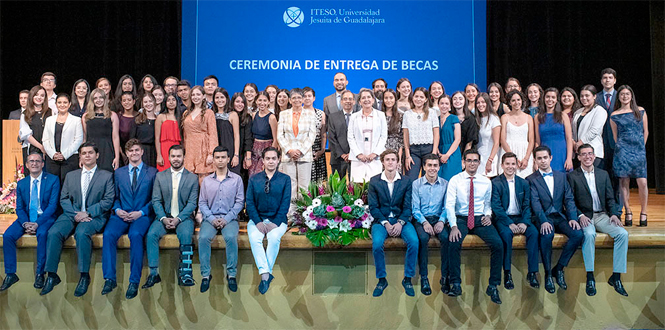 ITESO, Universidad
Jesuita de Guadalajara
CEREMONIA DE ENTREGA DE BECAS